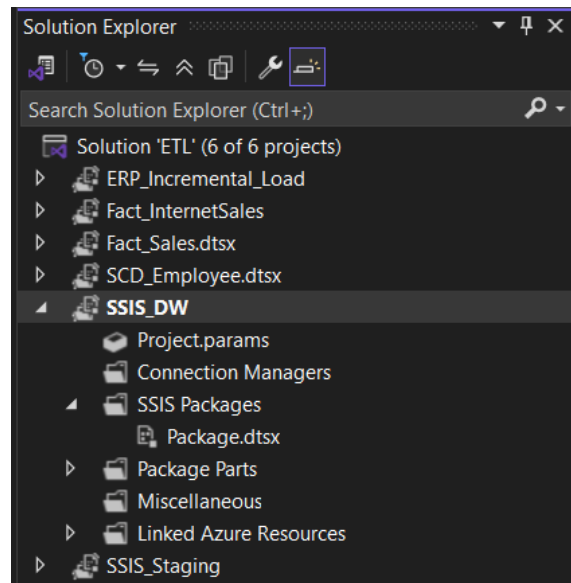 Solution Explorer
Search Solution Explorer (Ctrl+;)
Solution 'ETL' (6 of 6 projects)
ERP_Incremental_Load
Fact_InternetSales
Fact_Sales.dtsx
SCD_Employee.dtsx
SSIS_DW
Project.params
Connection Managers
SSIS Packages
Package.dtsx
Package Parts
Miscellaneous
Linked Azure Resources
SSIS_Staging